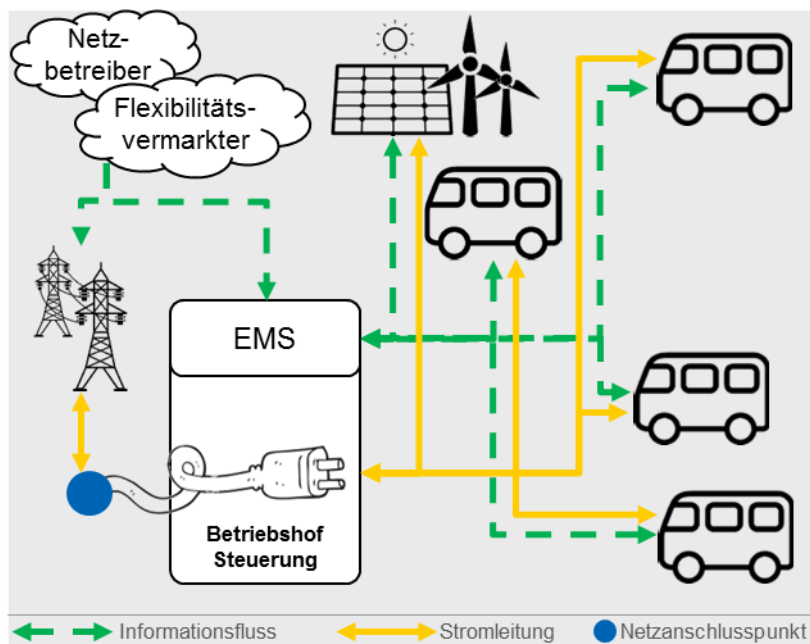 Netz-
betreiber
Flexibilitäts-
vermarkter
EMS
Betriebshof
Steuerung
Informationsfluss
Stromleitung
Netzanschlusspunkt